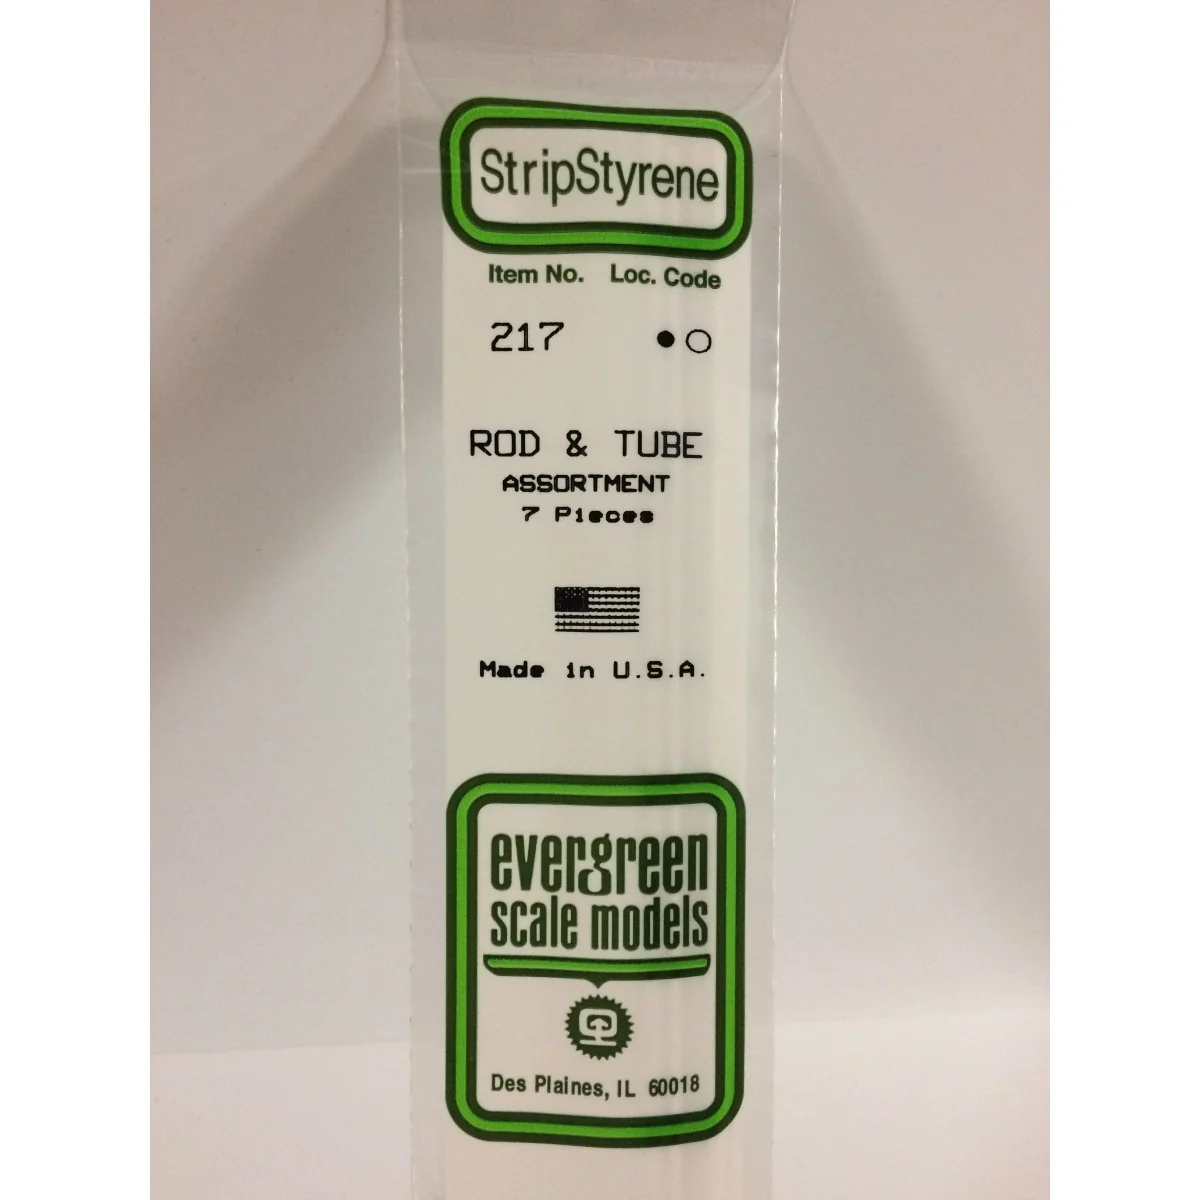 StripStyrene
Item No. Loc. Code
217
ROD & TUBE
ASSORTMENT
7 Pieces
Made in U.S.A.
evergreen
scale models
Des Plaines, IL 60018